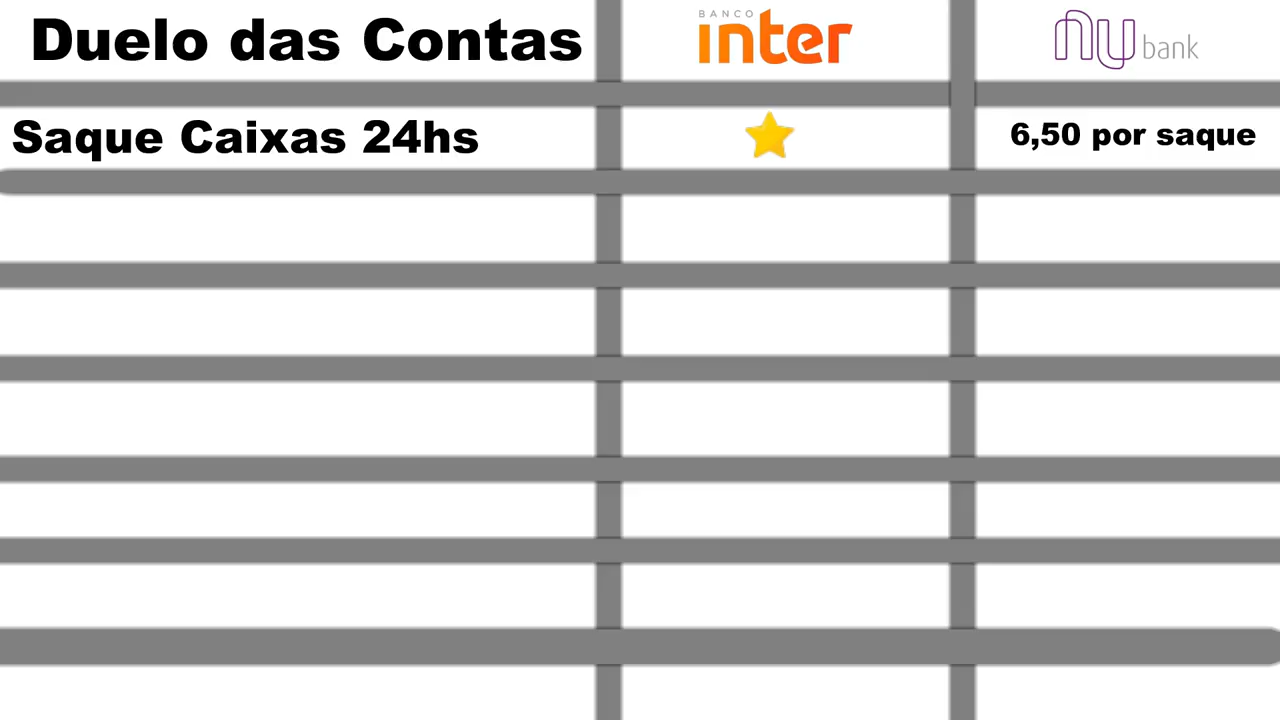 Duelo das Contas
BANCO
inter
nu bank
Saque Caixas 24hs
6,50 por saque